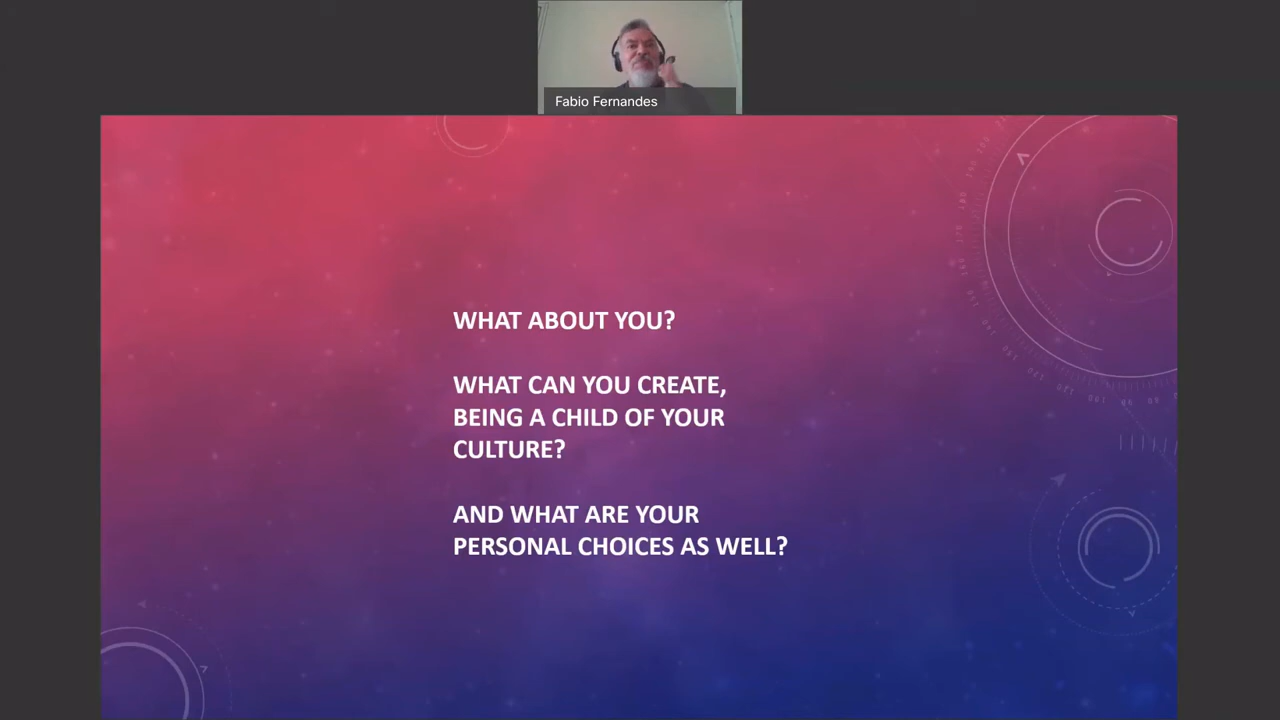 Fabio Fernandes
WHAT ABOUT YOU?
WHAT CAN YOU CREATE,
BEING A CHILD OF YOUR
CULTURE?
AND WHAT ARE YOUR
PERSONAL CHOICES AS WELL?